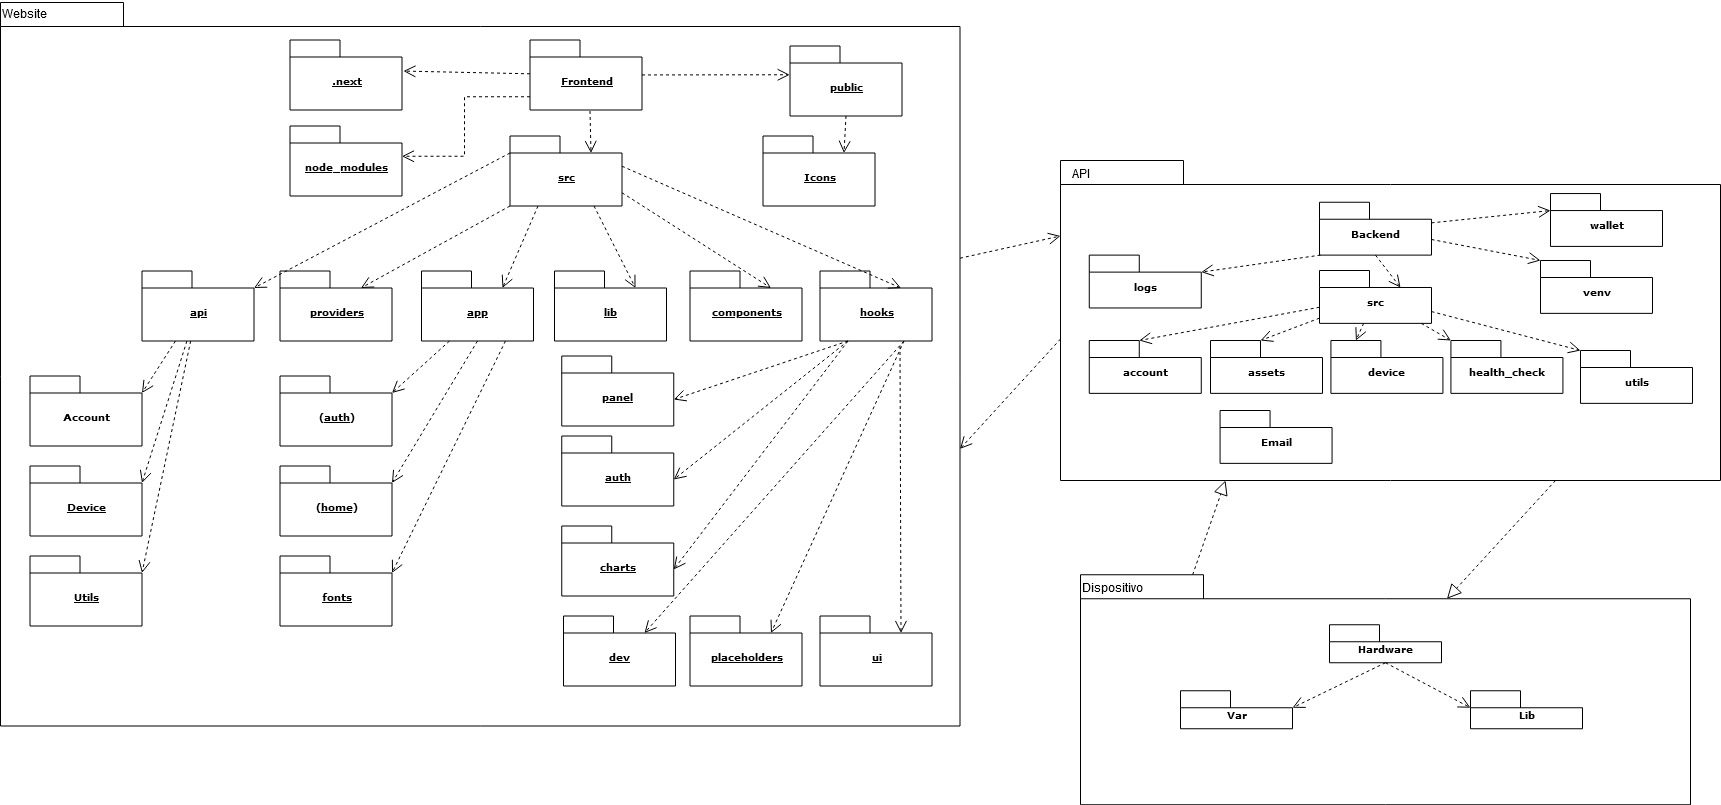 Website
.next
Frontend
public
node_modules
src
Icons
api
providers
app
lib
components
hooks
Account
(auth)
panel
Device
(home)
auth
Utils
fonts
charts
dev
placeholders
ui
API
Backend
wallet
logs
src
venv
account
assets
device
health_check
utils
Email
Dispositivo
Hardware
Var
Lib